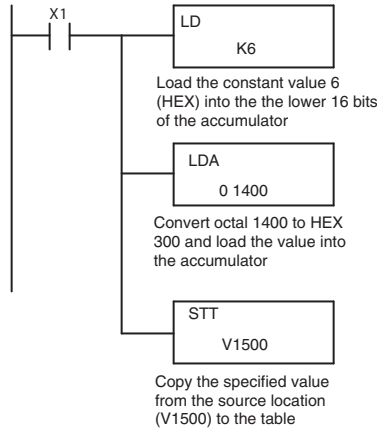 X1
LD
K6
Load the constant value 6
(HEX) into the the lower 16 bits
of the accumulator
LDA
0 1400
Convert octal 1400 to HEX
300 and load the value into
the accumulator
STT
V1500
Copy the specified value
from the source location
(V1500) to the table